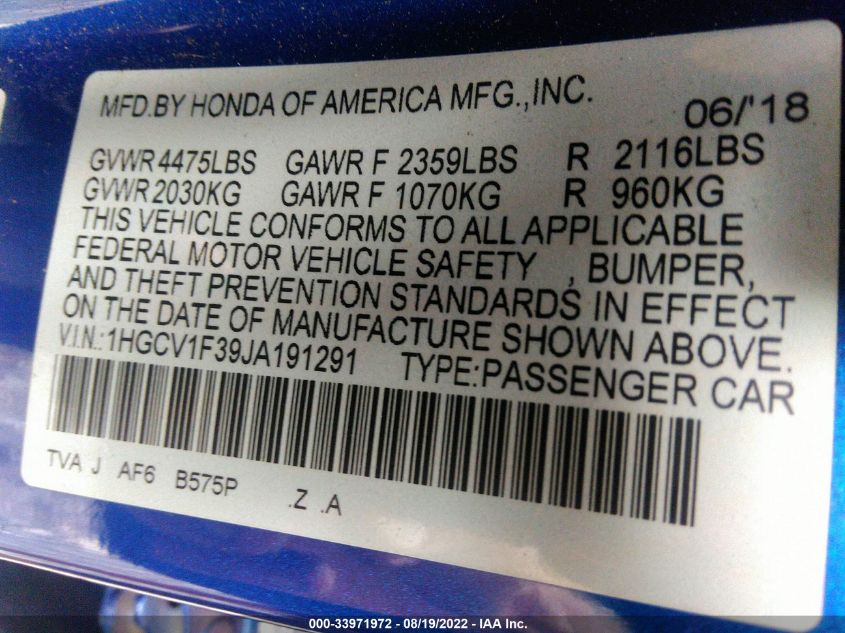 MFD.BY HONDA OF AMERICA MFG.,INC. 06/'18
GVWR 4475LBS GAWR F 2359LBS R 2116LBS
GVWR 2030KG GAWR F 1070KG R 960KG
THIS VEHICLE CONFORMS TO ALL APPLICABLE
FEDERAL MOTOR VEHICLE SAFETY , BUMPER,
AND THEFT PREVENTION STANDARDS IN EFFECT
ON THE DATE OF MANUFACTURE SHOWN ABOVE.
V.I.N.:1HGCV1F39JA191291 TYPE:PASSENGER CAR
TVA J AF6 B575P .Z .A
000-33971972 - 08/19/2022 - IAA Inc.